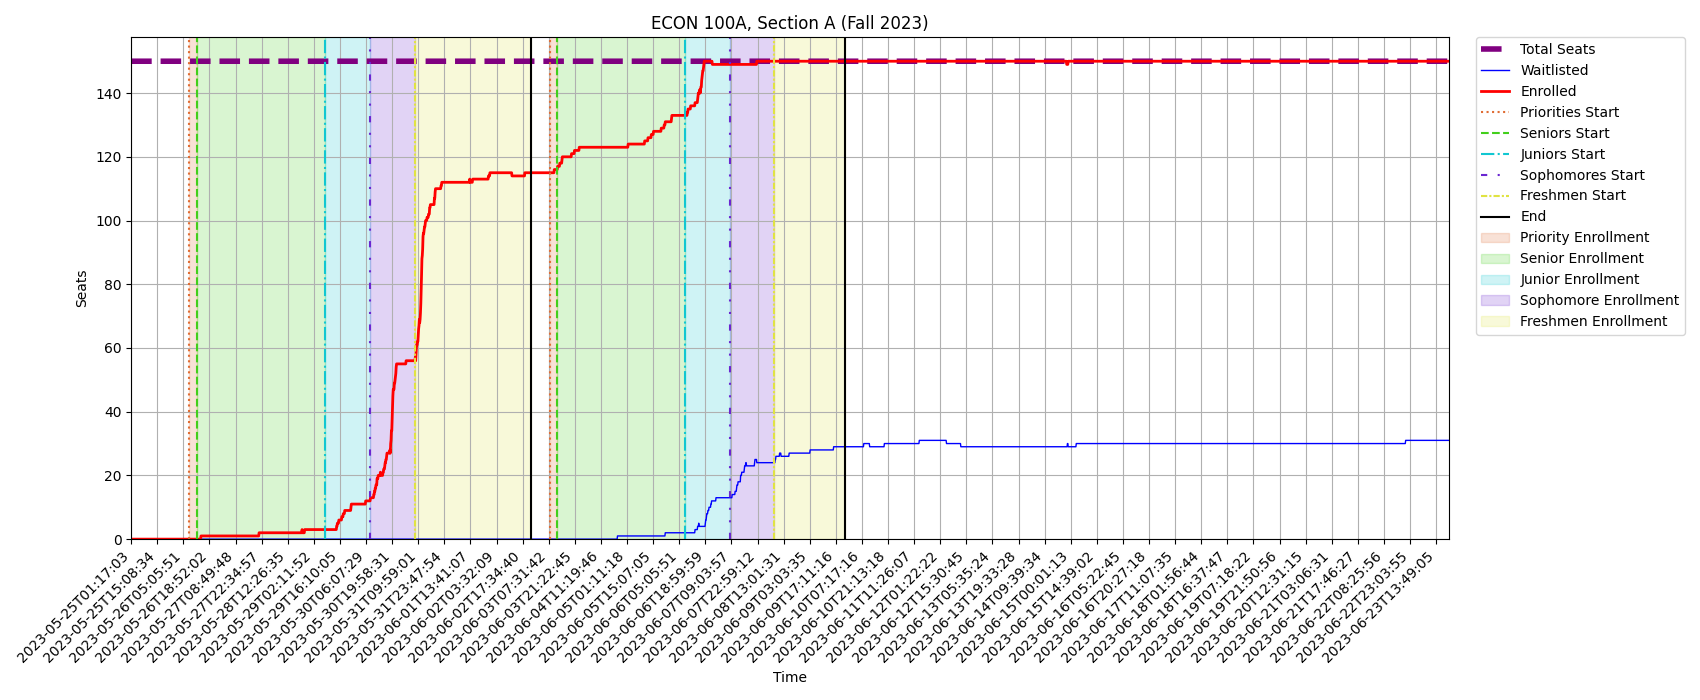 ECON 100A, Section A (Fall 2023)
Seats
140
120
100
80
60
40
20
0
2023-05-25T01:17:03
2023-05-25T15:08:34
2023-05-26T05:05:51
2023-05-26T18:52:02
2023-05-27T08:49:48
2023-05-27T22:34:57
2023-05-28T12:26:35
2023-05-29T02:11:52
2023-05-29T16:10:05
2023-05-30T06:07:29
2023-05-30T19:58:31
2023-05-31T09:59:01
2023-05-31T23:47:54
2023-06-01T13:41:07
2023-06-02T03:32:09
2023-06-02T17:34:40
2023-06-03T07:31:42
2023-06-03T21:22:45
2023-06-04T11:19:46
2023-06-05T01:11:18
2023-06-05T15:07:05
2023-06-06T05:05:51
2023-06-06T18:59:59
2023-06-07T09:03:57
2023-06-07T22:59:12
2023-06-08T13:01:31
2023-06-09T03:03:35
2023-06-09T17:11:16
2023-06-10T07:17:16
2023-06-10T21:13:18
2023-06-11T11:26:07
2023-06-12T01:22:22
2023-06-12T15:30:45
2023-06-13T05:35:24
2023-06-13T19:33:28
2023-06-14T09:39:34
2023-06-15T00:01:13
2023-06-15T14:39:02
2023-06-16T05:22:45
2023-06-16T20:27:18
2023-06-17T11:07:35
2023-06-18T01:56:44
2023-06-18T16:37:47
2023-06-19T07:18:22
2023-06-19T21:50:56
2023-06-20T12:31:15
2023-06-21T03:06:31
2023-06-21T17:46:27
2023-06-22T08:25:56
2023-06-22T23:03:55
2023-06-23T13:49:05
Time
Total Seats
Waitlisted
Enrolled
Priorities Start
Seniors Start
Juniors Start
Sophomores Start
Freshmen Start
End
Priority Enrollment
Senior Enrollment
Junior Enrollment
Sophomore Enrollment
Freshmen Enrollment